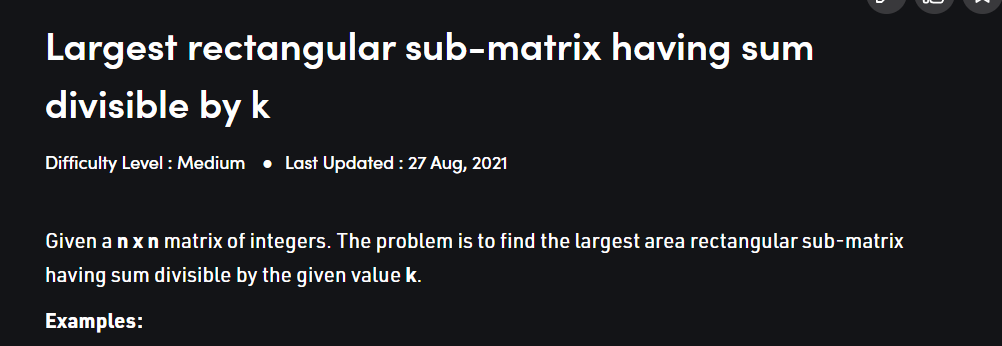 Largest rectangular sub-matrix having sum
divisible by k
Difficulty Level : Medium ● Last Updated : 27 Aug, 2021
Given a n x n matrix of integers. The problem is to find the largest area rectangular sub-matrix
having sum divisible by the given value k.
Examples: